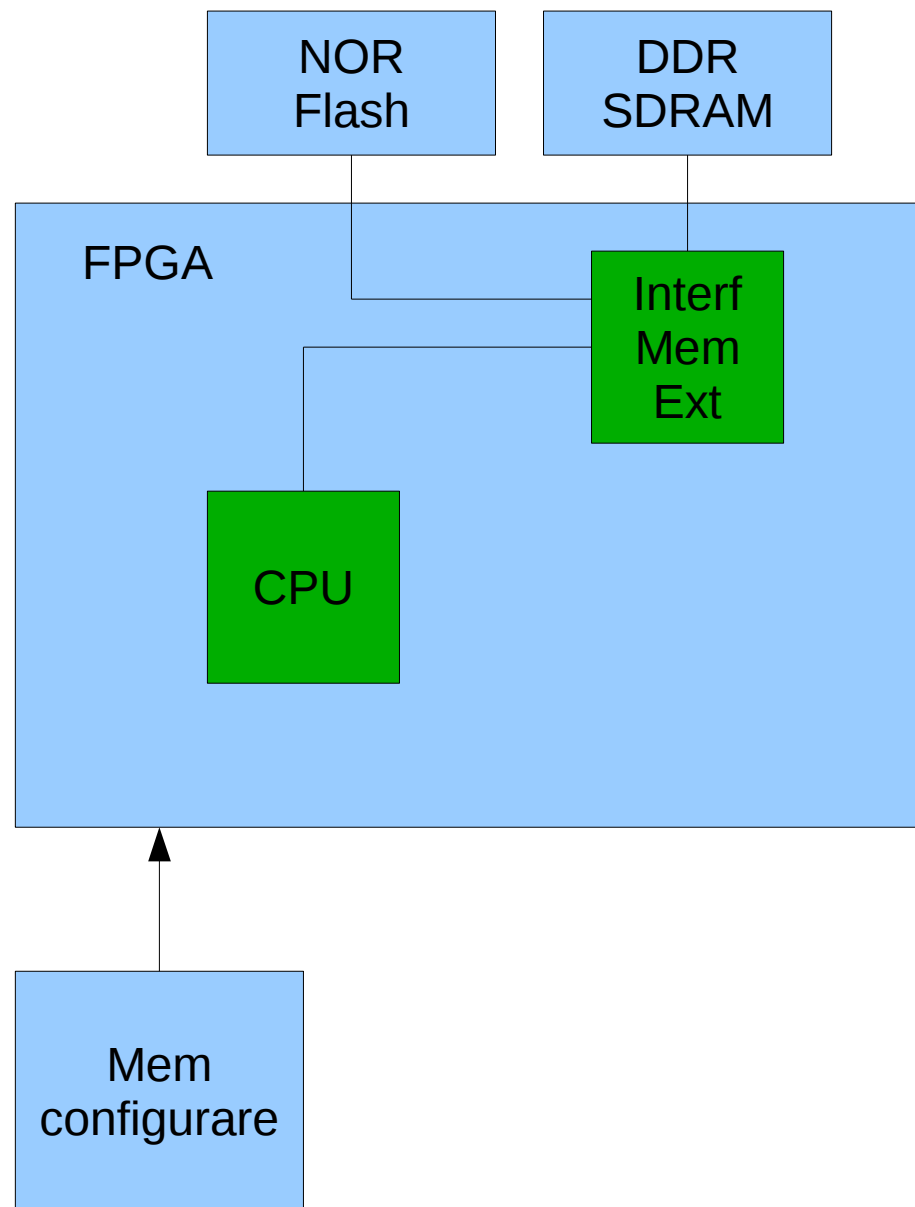 NOR
Flash
DDR
SDRAM
FPGA
Interf
Mem
Ext
CPU
Mem
configurare